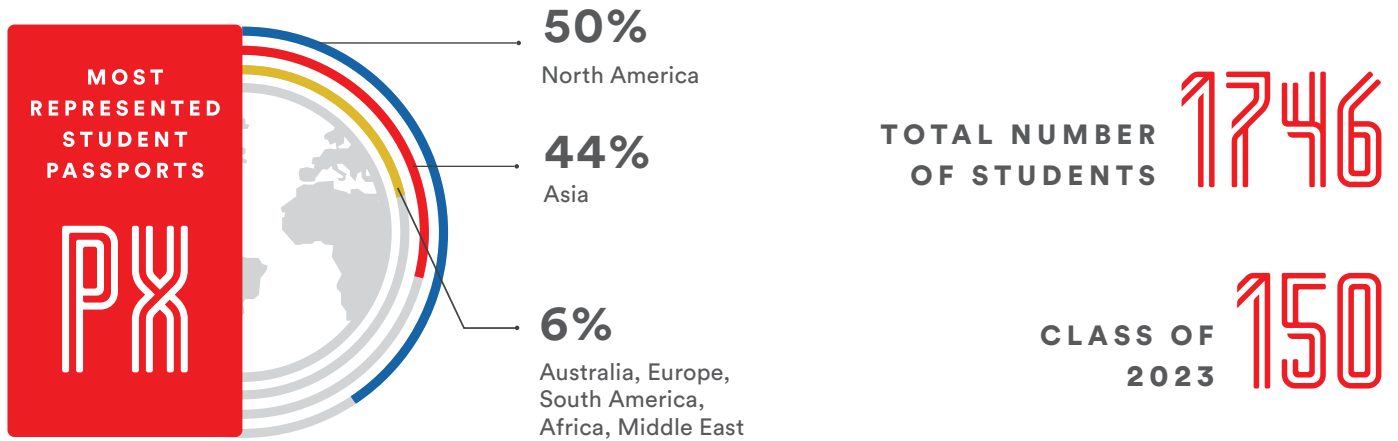 MOST
REPRESENTED
STUDENT
PASSPORTS
PX
50%
North America
44%
Asia
6%
Australia, Europe,
South America,
Africa, Middle East
TOTAL NUMBER
OF STUDENTS
1746
CLASS OF
2023
150